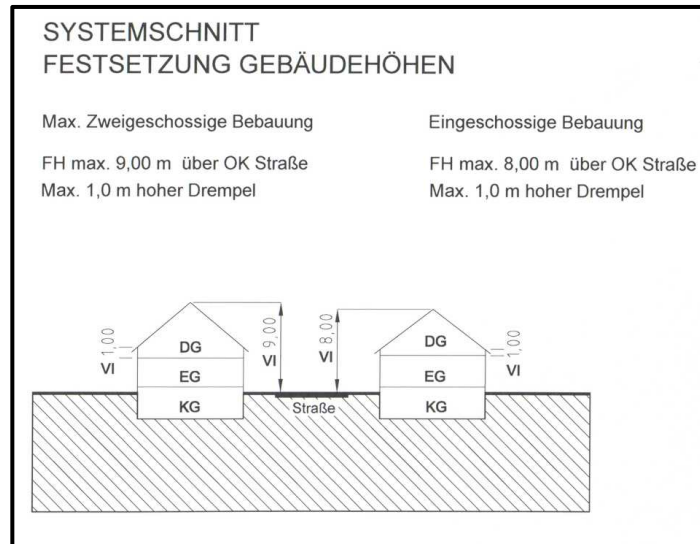 SYSTEMSCHNITT
FESTSETZUNG GEBÄUDEHÖHEN
Max. Zweigeschossige Bebauung
FH max. 9,00 m über OK Straße
Max. 1,0 m hoher Drempel
Eingeschossige Bebauung
FH max. 8,00 m über OK Straße
Max. 1,0 m hoher Drempel
1,00
VI
DG
EG
KG
VI 9,00
VI 8,00
Straße
DG
EG
KG
1,00
VI